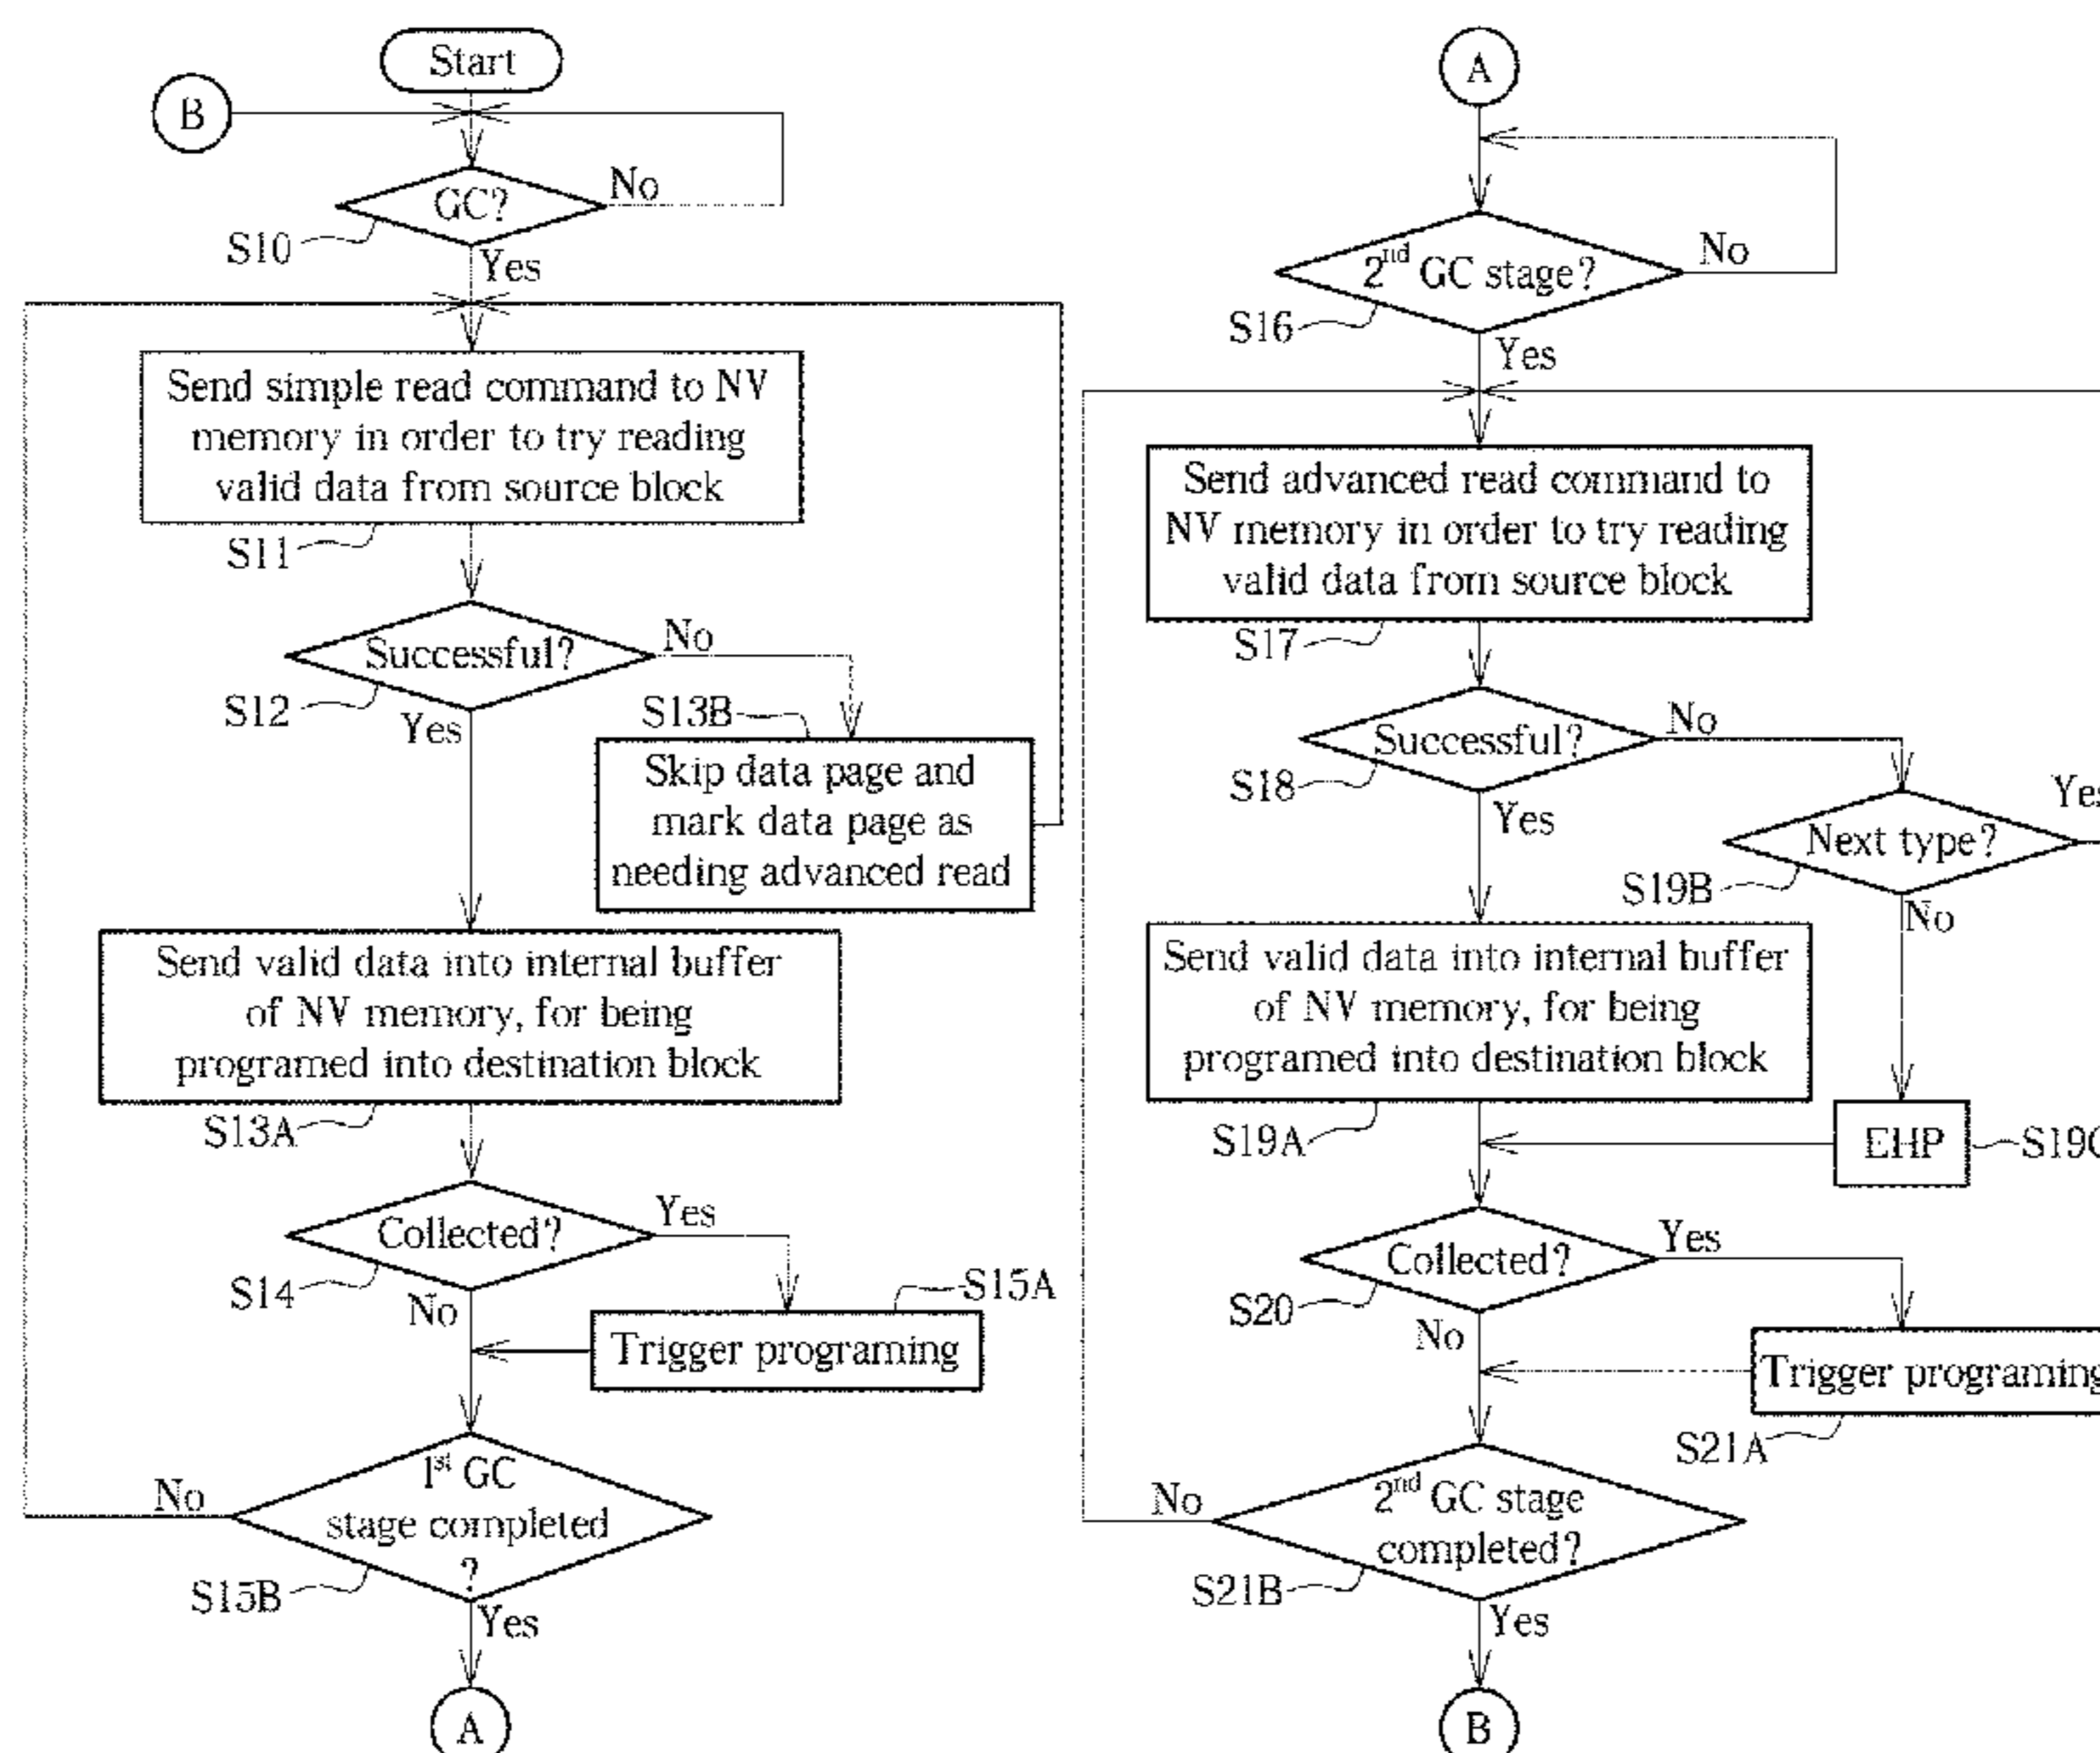 Start
B
GC?
No
S10
Yes
Send simple read command to NV
memory in order to try reading
valid data from source block
S11
Successful?
No
S12
Yes
S13B
Skip data page and
mark data page as
needing advanced read
Send valid data into internal buffer
of NV memory, for being
programed into destination block
S13A
Collected?
Yes
S14
No
S15A
Trigger programing
1st GC
stage completed
?
No
S15B
Yes
A
A
2nd GC stage?
No
S16
Yes
Send advanced read command to
NV memory in order to try reading
valid data from source block
S17
Successful?
No
S18
Yes
Next type?
Yes
S19B
No
Send valid data into internal buffer
of NV memory, for being
programed into destination block
S19A
EHP
S19C
Collected?
Yes
S20
No
Trigger programing
S21A
2nd GC stage
completed?
No
S21B
Yes
B